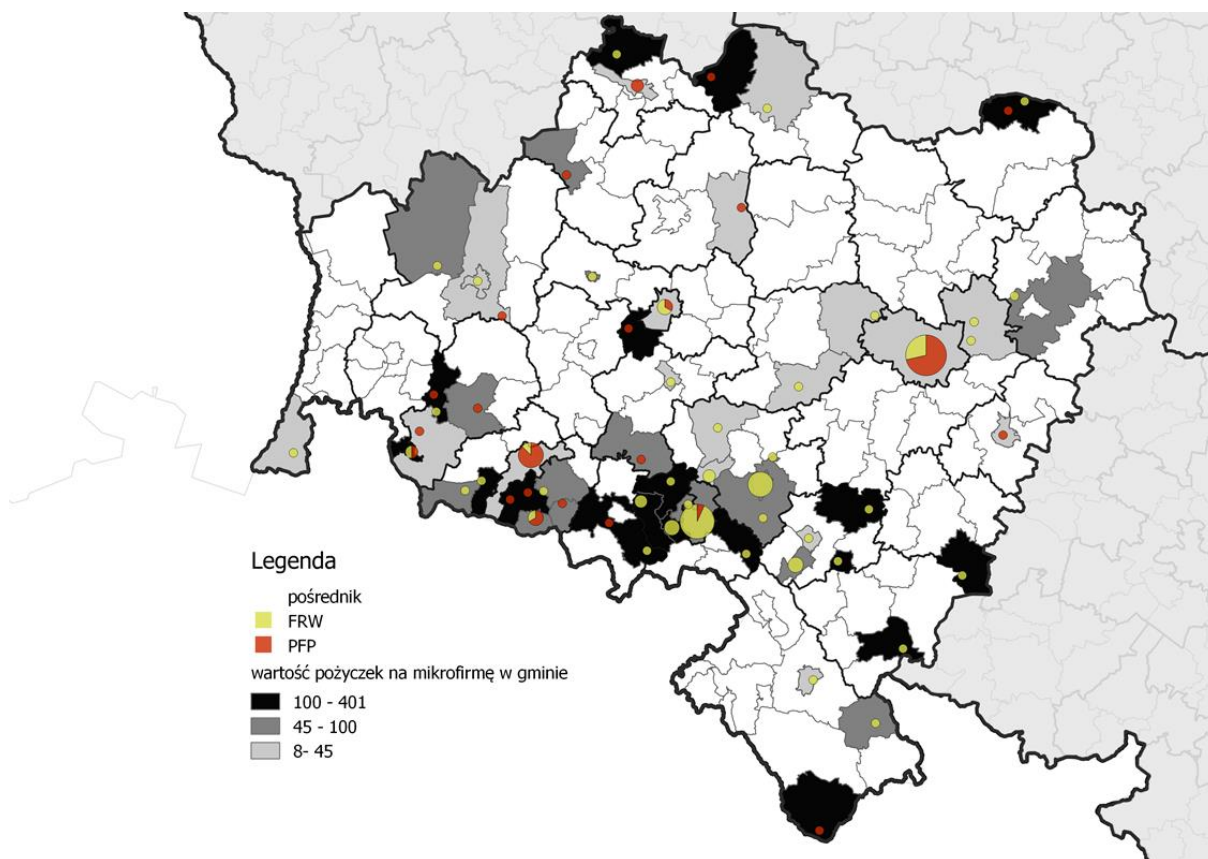 Legenda
pośrednik
FRW
PFP
wartość pożyczek na mikrofirmę w gminie
100 - 401
45 - 100
8- 45